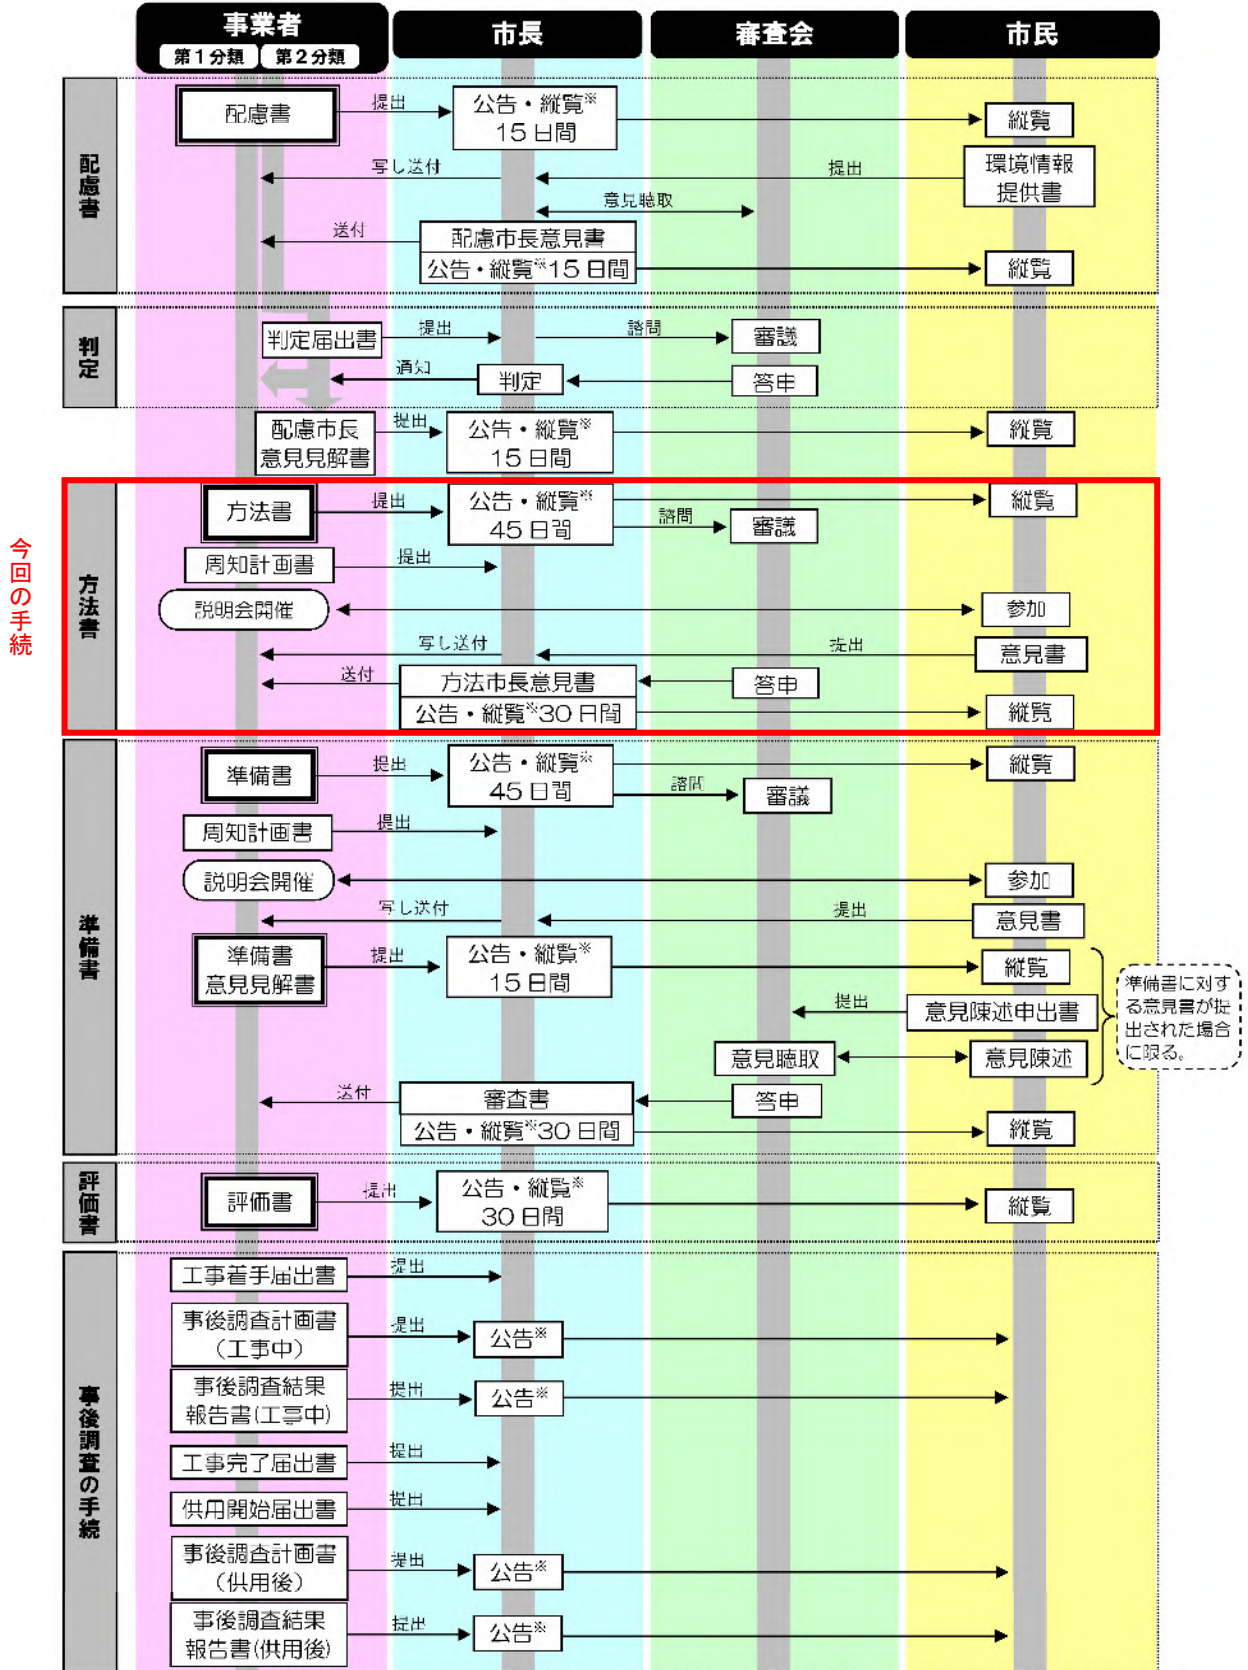 事業者
第1分類 第2分類
市長
審査会
市民
配慮書
配慮書
提出
公告・縦覧※
15日間
縦覧
写し送付
提出
環境情報
提供書
意見聴取
送付
配慮市長意見書
公告・縦覧※15日間
縦覧
判定
判定届出書
提出
諮問
審議
通知
判定
答申
配慮市長
意見見解書
提出
公告・縦覧※
15日間
縦覧
今回の手続
方法書
方法書
提出
公告・縦覧※
45日間
縦覧
諮問
審議
周知計画書
提出
説明会開催
参加
写し送付
提出
意見書
送付
方法市長意見書
答申
公告・縦覧※30日間
縦覧
準備書
準備書
提出
公告・縦覧※
45日間
縦覧
諮問
審議
周知計画書
提出
説明会開催
参加
写し送付
提出
意見書
準備書
意見見解書
提出
公告・縦覧※
15日間
縦覧
提出
意見陳述申出書
意見聴取
意見陳述
準備書に対す
る意見書が提
出された場合
に限る。
送付
審査書
答申
公告・縦覧※30日間
縦覧
評価書
評価書
提出
公告・縦覧※
30日間
縦覧
事後調査の手続
工事着手届出書
提出
事後調査計画書
(工事中)
提出
公告※
事後調査結果
報告書(工事中)
提出
公告※
工事完了届出書
提出
供用開始届出書
提出
事後調査計画書
(供用後)
提出
公告※
事後調査結果
報告書(供用後)
提出
公告※